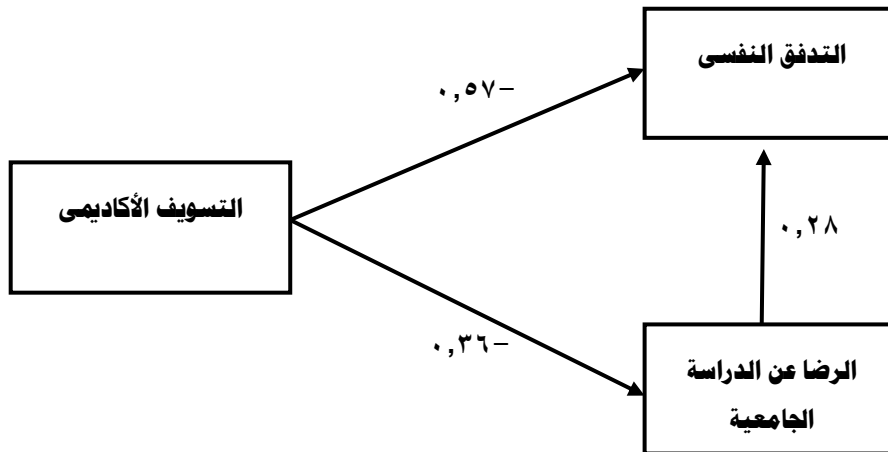 التدفق النفسى
٠,٥٧-
التسويف الأكاديمى
٠,٢٨
٠,٣٦-
الرضا عن الدراسة
الجامعية